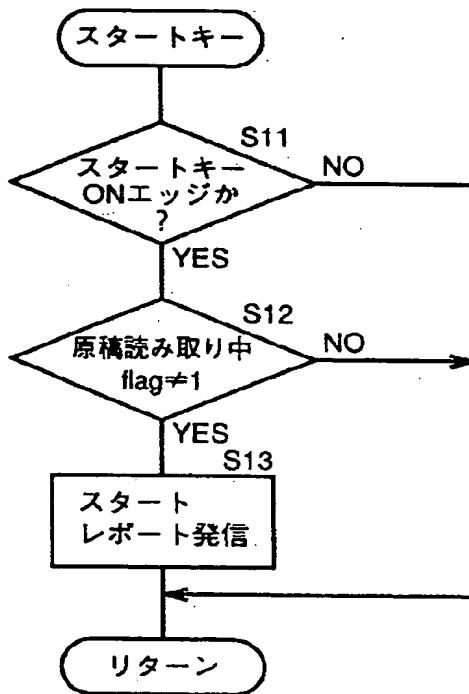 スタートキー
S11
スタートキー
ONエッジか
?
NO
YES
S12
原稿読み取り中
flag≠1
NO
YES
S13
スタート
レポート発信
リターン